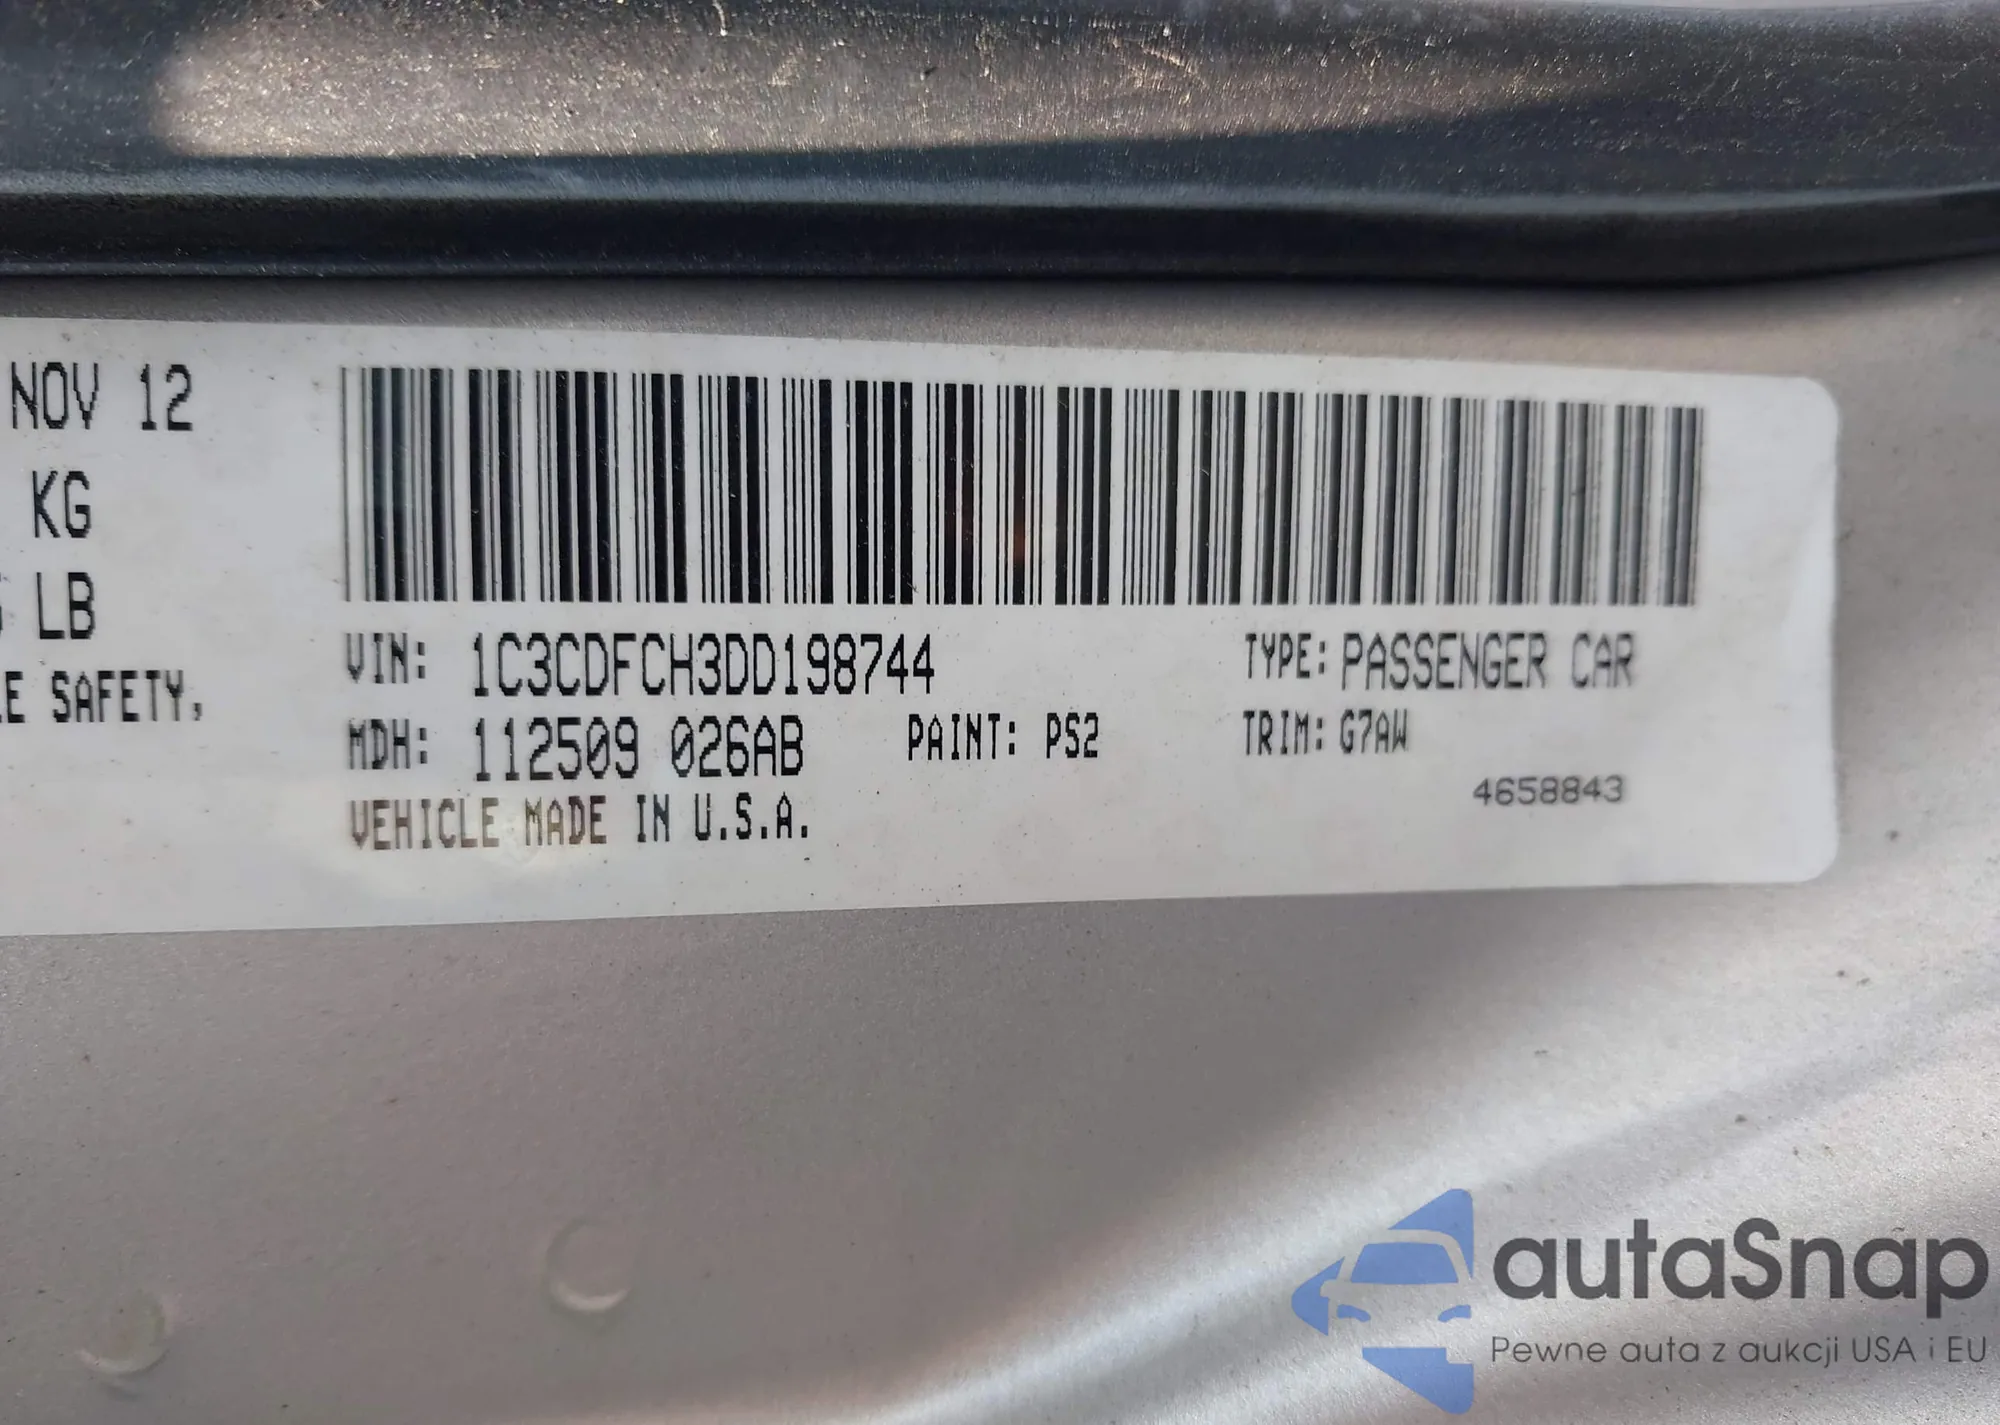 NOV 12
KG
LB
E SAFETY,
VIN: 1C3CDFCH3DD198744
TYPE: PASSENGER CAR
MDH: 112509 026AB
PAINT: PS2
TRIM: G7AW
4658843
VEHICLE MADE IN U.S.A.
autaSnap
Pewne auta z aukcji USA i EU